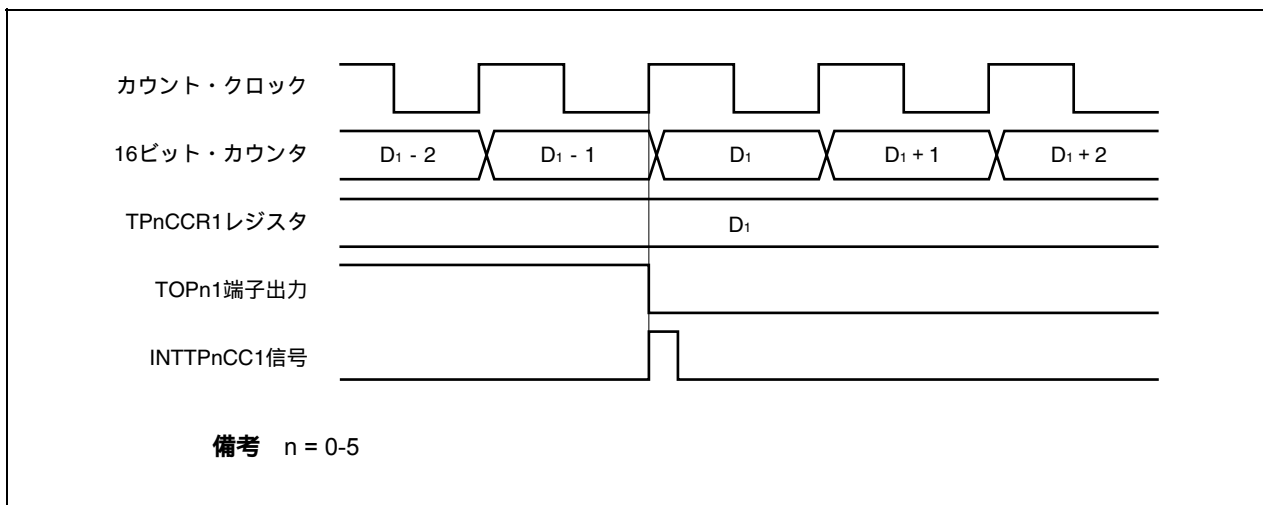 カウント・クロック
16ビット・カウンタ D1 - 2 D1 - 1 D1 D1 + 1 D1 + 2
TPnCCR1レジスタ D1
TOPn1端子出力
INTTPnCC1信号
備考 n = 0-5